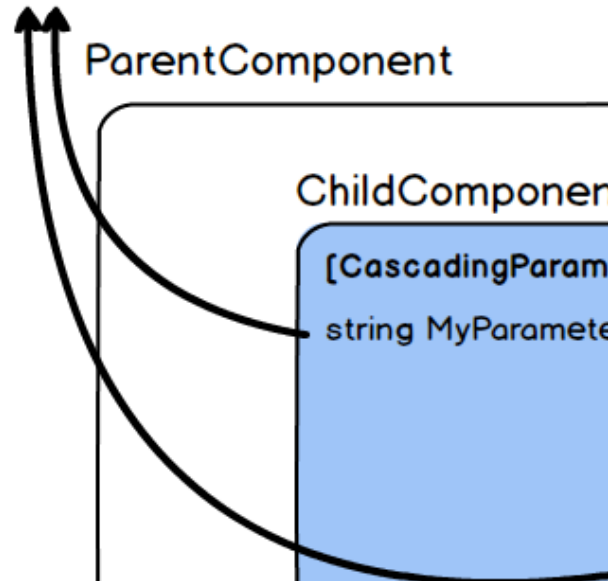 ParentComponent
ChildComponen
[CascadingParam
string MyParamete